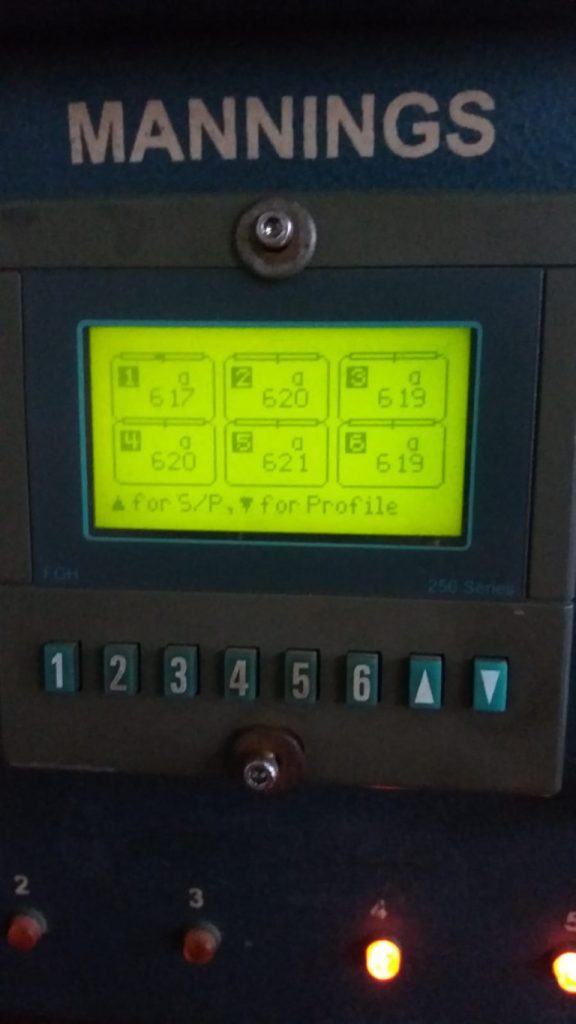 MANNINGS
1 a 2 a 3 a
617 620 619
4 a 5 a 6 a
620 621 619
▲ for S/P, ▼ for Profile
FGH 256 Series
1 2 3 4 5 6 ▲ ▼
2 3 4 5